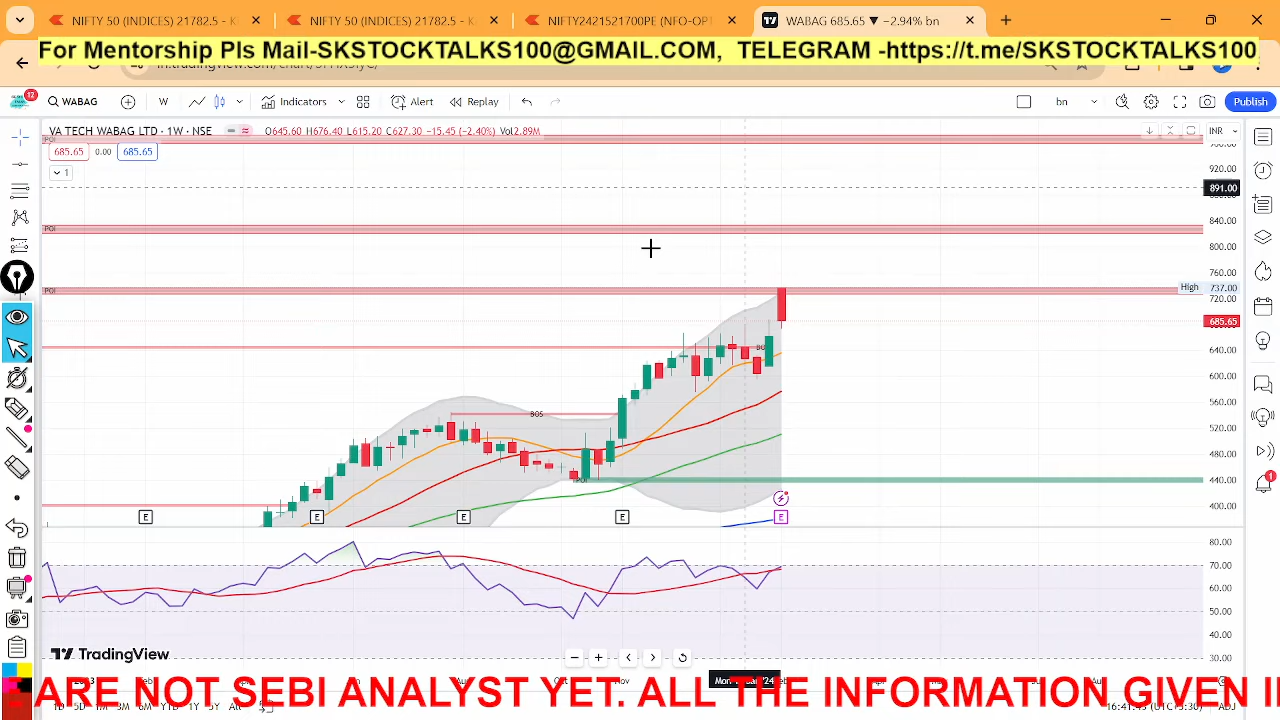 NIFTY 50 (INDICES) 21782.5 - K
NIFTY 50 (INDICES) 21782.5 - K
NIFTY2421521700PE (NFO-OPT
WABAG 685.65 ▼ −2.94% bn
For Mentorship Pls Mail-SKSTOCKTALKS100@GMAIL.COM, TELEGRAM -https://t.me/SKSTOCKTALKS100
17 WABAG W Indicators Alert Replay bn Publish
VA TECH WABAG LTD · 1W · NSE O645.60 H676.40 L615.20 C627.30 −15.45 (−2.40%) Vol2.89M INR
685.65 0.00 685.65
1
POI
920.00
891.00
840.00
POI
800.00
760.00
POI High 737.00
720.00
685.65
640.00
600.00
560.00
BOS
520.00
480.00
POI 440.00
400.00
E E E E E
80.00
70.00
60.00
50.00
40.00
30.00
TradingView
ARE NOT SEBI ANALYST YET. ALL THE INFORMATION GIVEN I
ADJ